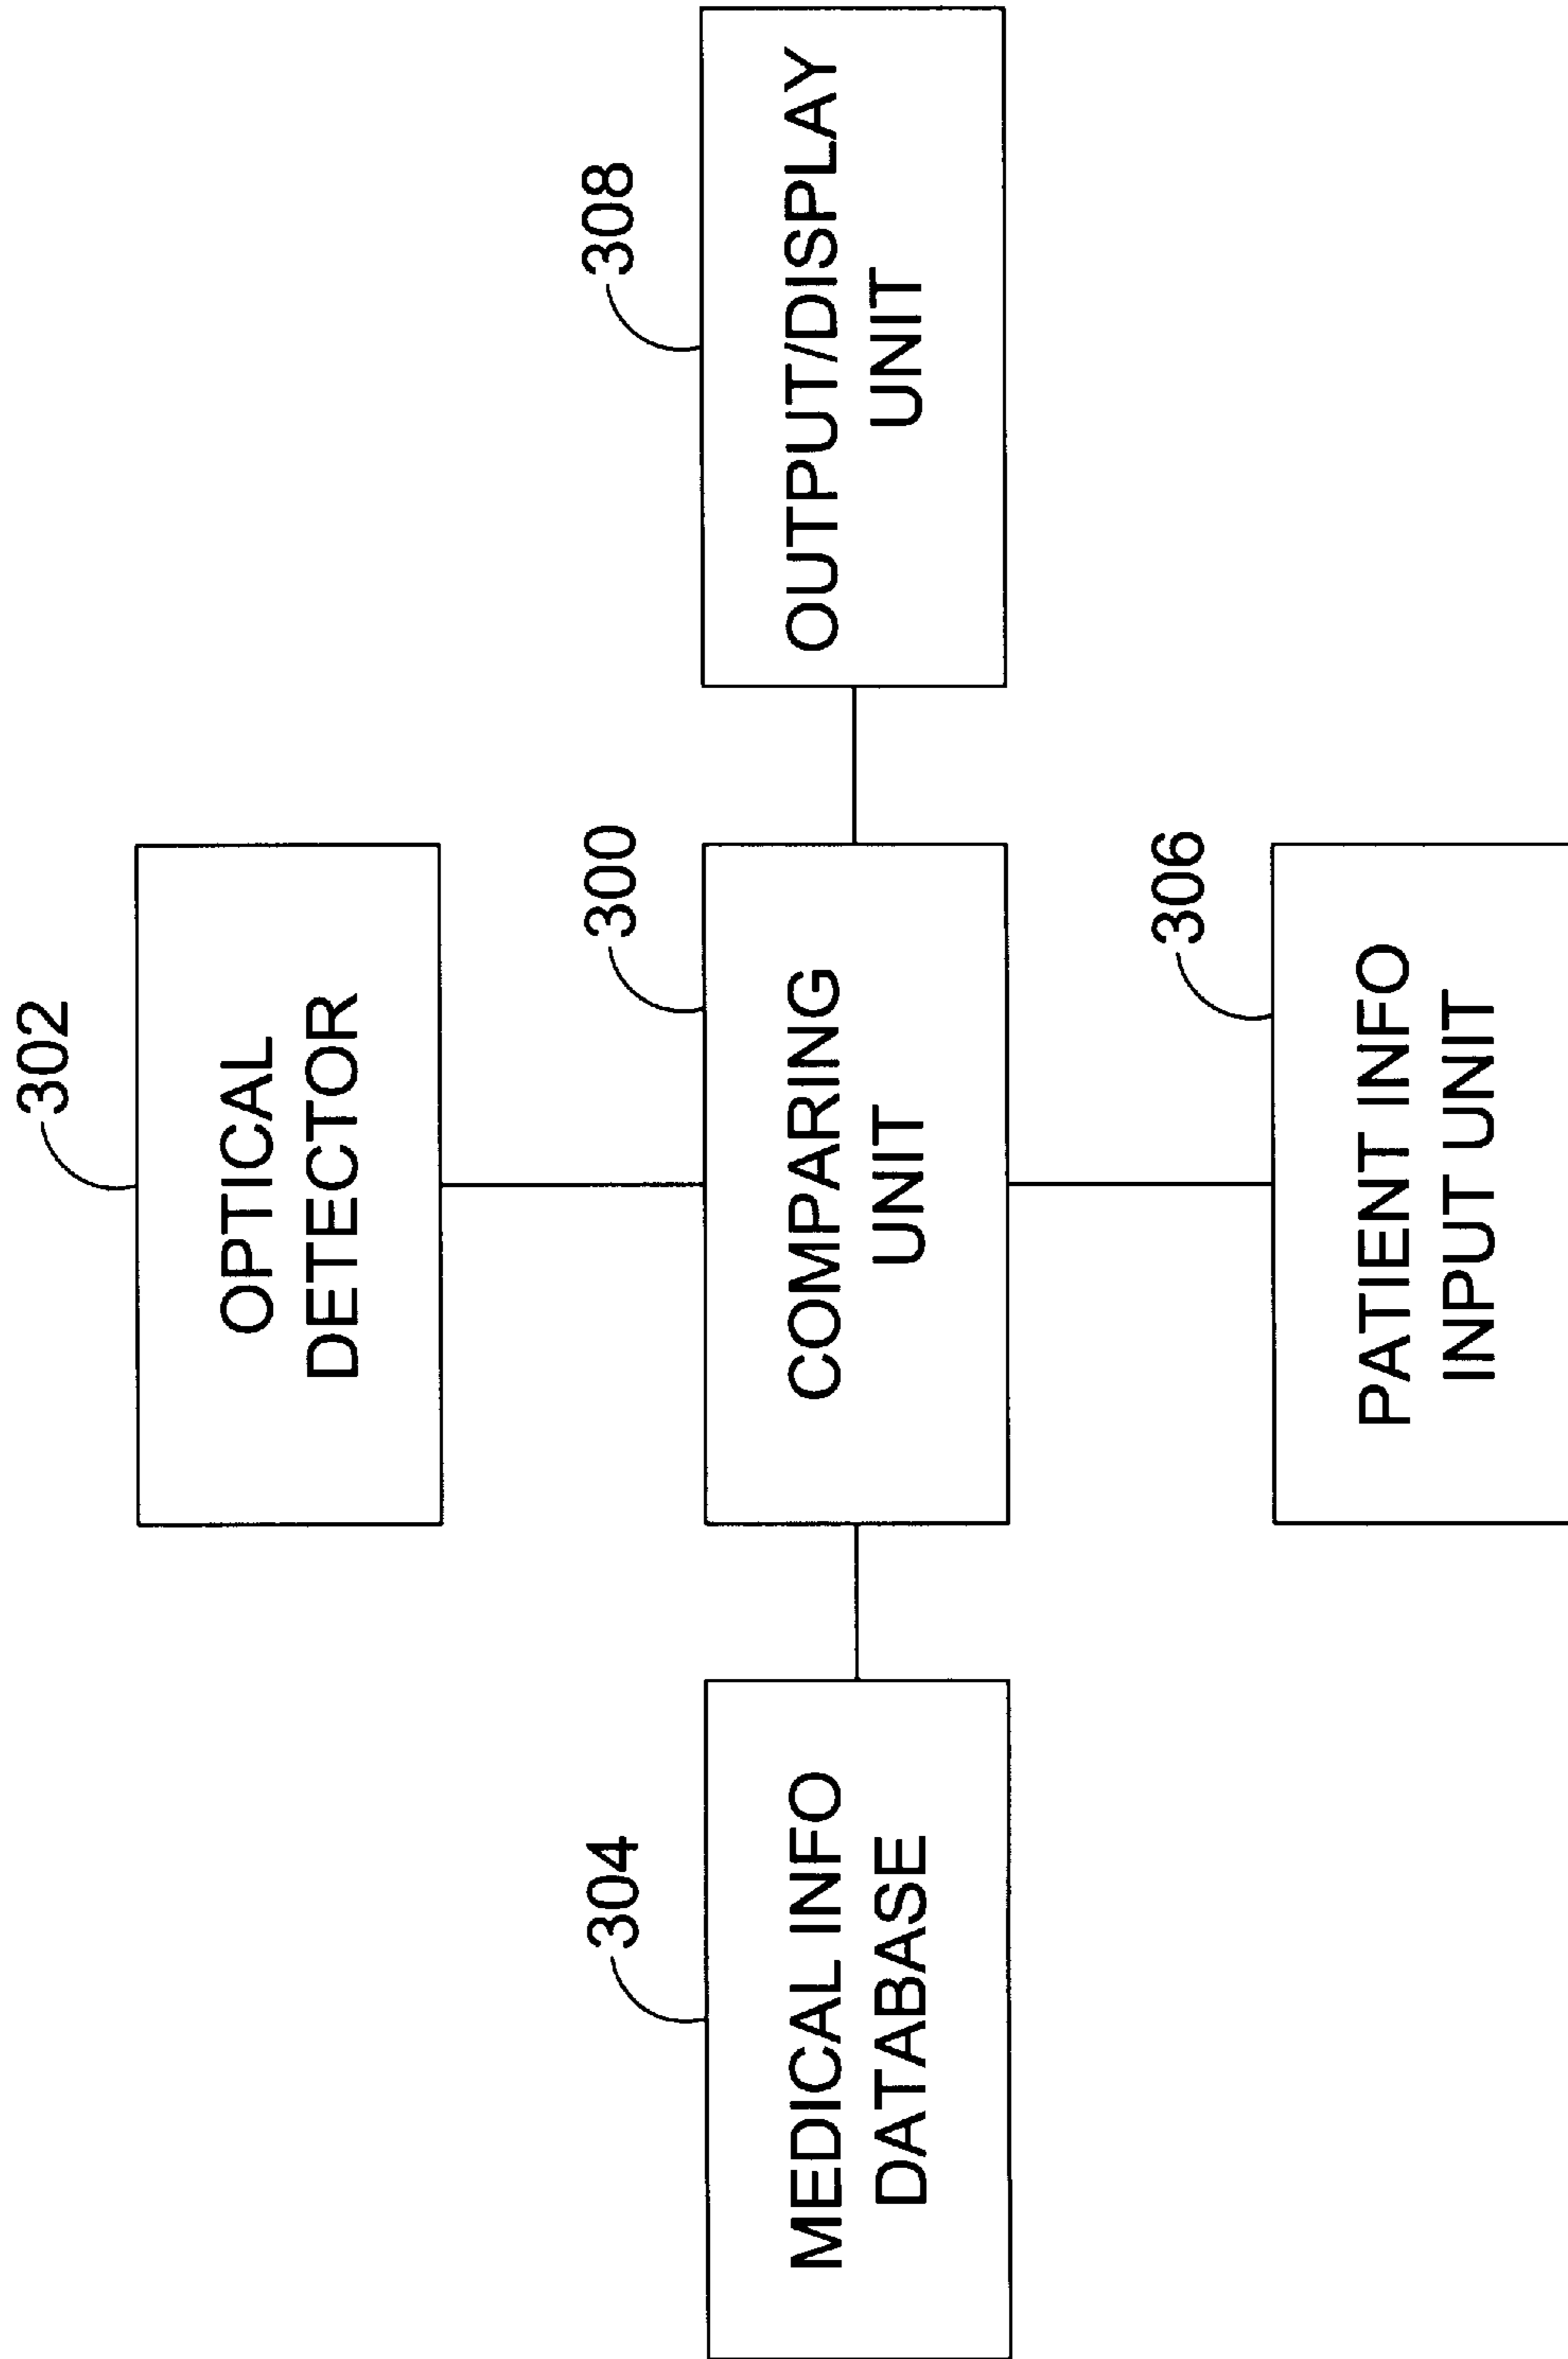 302
OPTICAL
DETECTOR
304
MEDICAL INFO
DATABASE
300
COMPARING
UNIT
308
OUTPUT/DISPLAY
UNIT
306
PATIENT INFO
INPUT UNIT